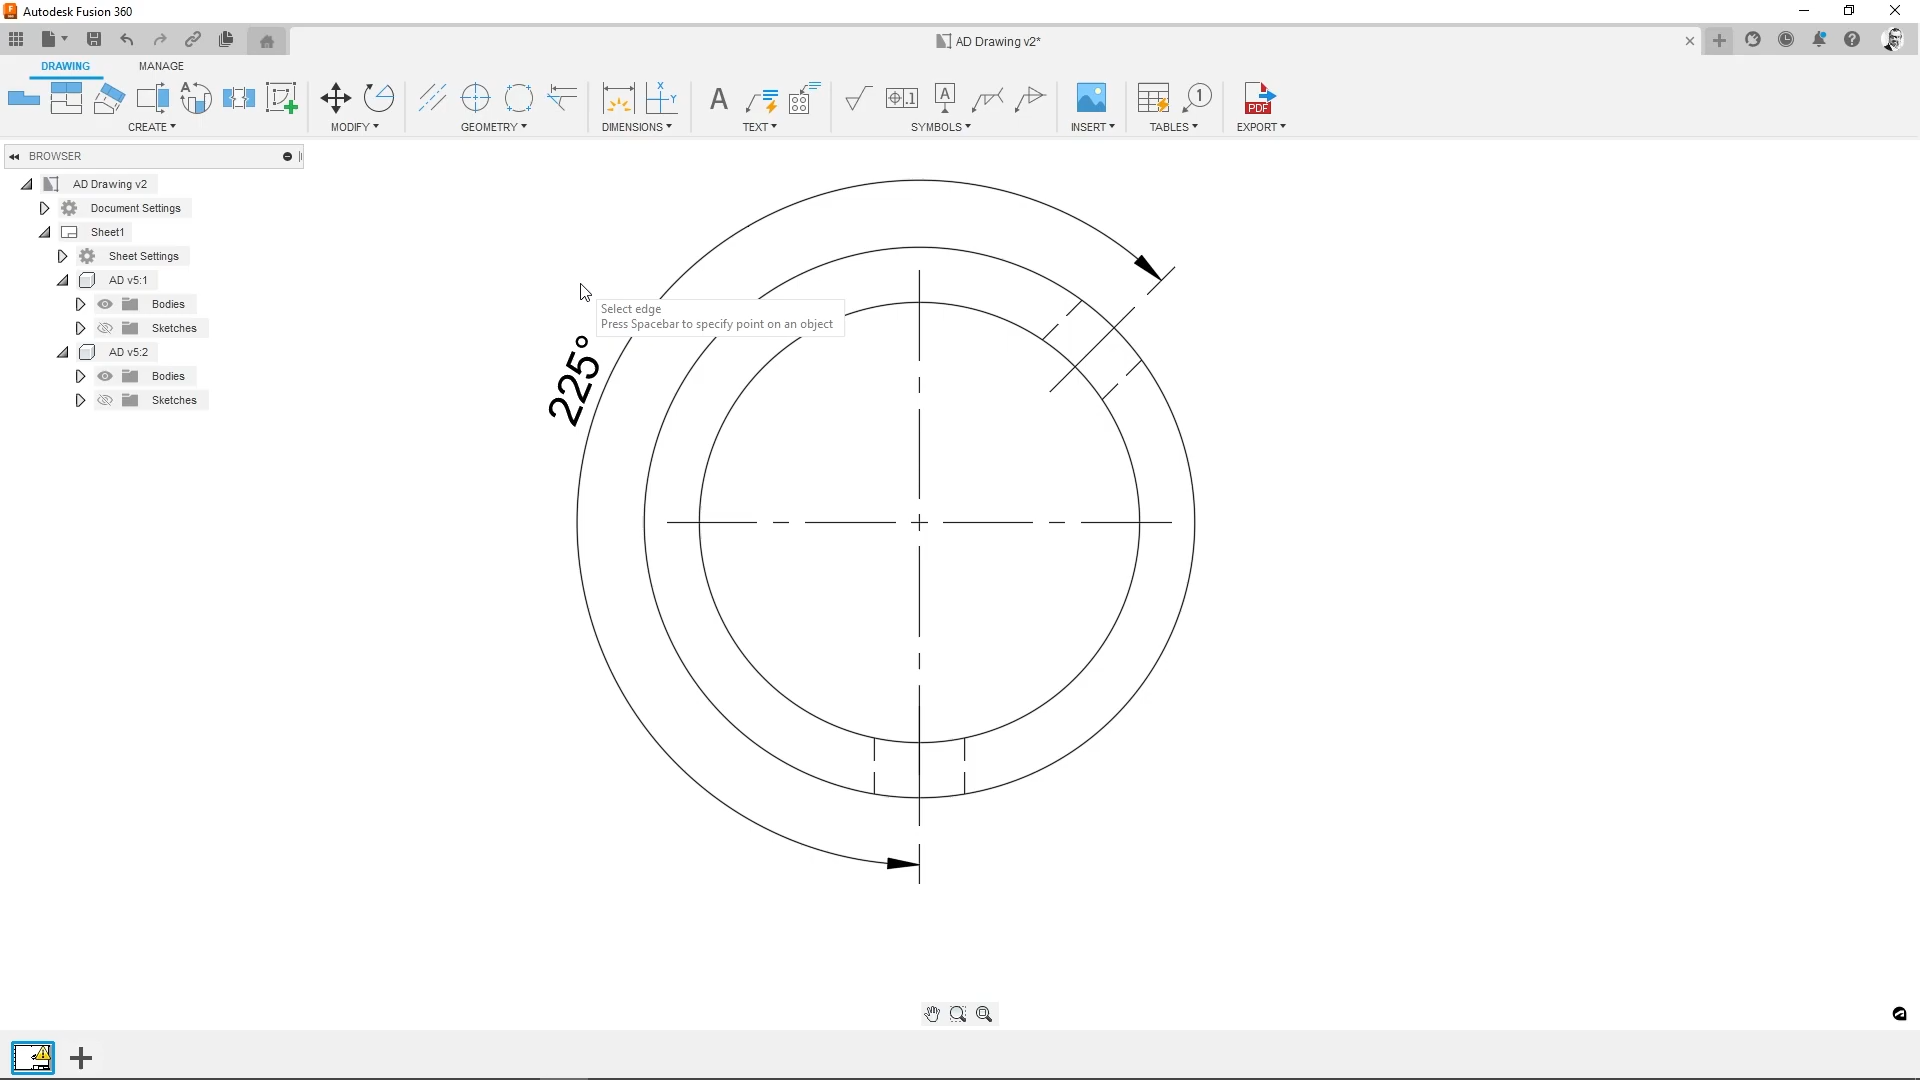 Autodesk Fusion 360
AD Drawing v2*
DRAWING MANAGE
CREATE MODIFY GEOMETRY DIMENSIONS TEXT SYMBOLS INSERT TABLES EXPORT
BROWSER
AD Drawing v2
Document Settings
Sheet1
Sheet Settings
AD v5:1
Bodies
Sketches
AD v5:2
Bodies
Sketches
Select edge
Press Spacebar to specify point on an object
225°